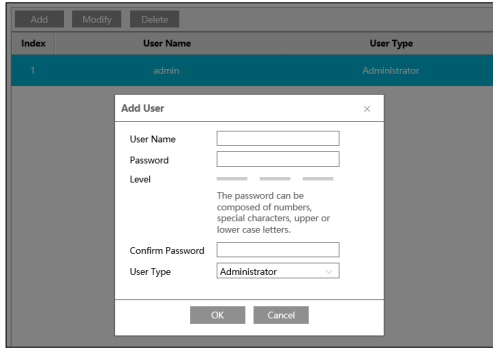 Add Modify Delete
Index User Name User Type
1 admin Administrator
Add User ×
User Name
Password
Level
The password can be
composed of numbers,
special characters, upper or
lower case letters.
Confirm Password
User Type Administrator
OK Cancel